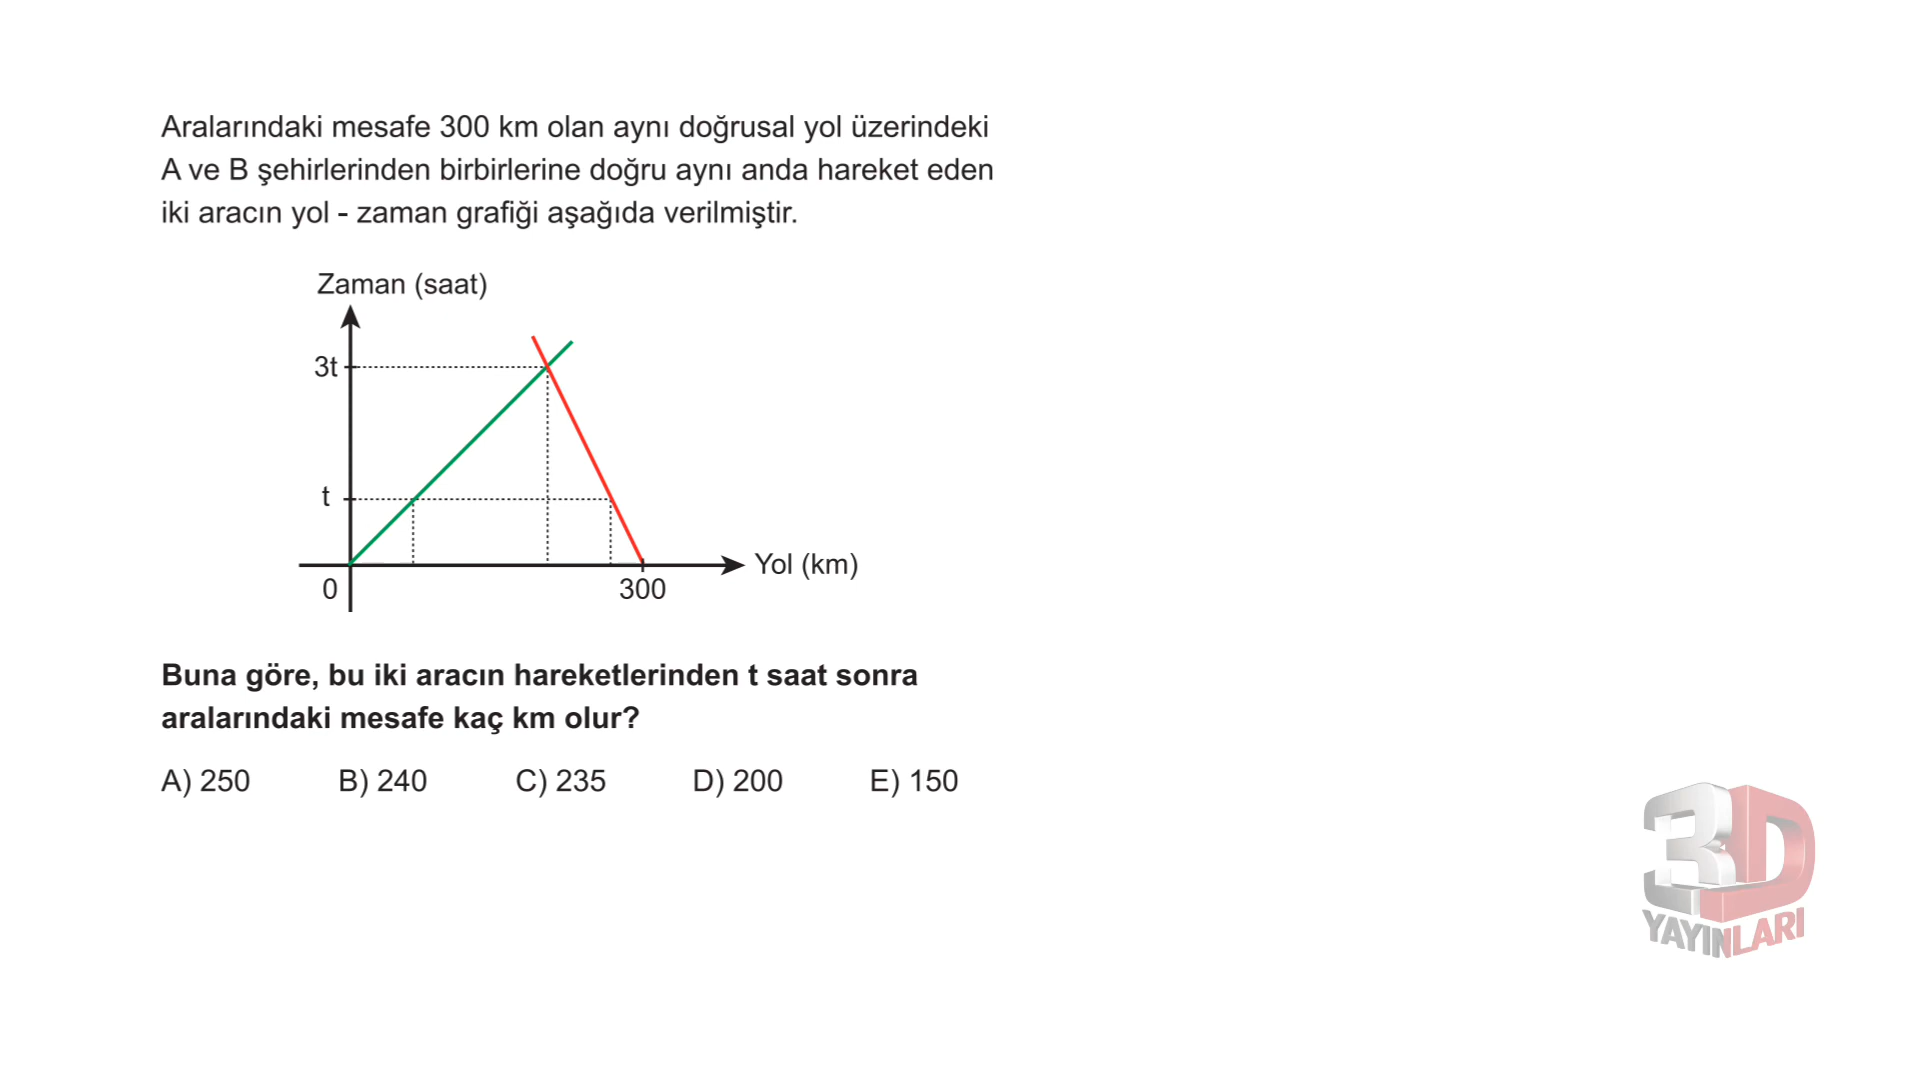 Aralarındaki mesafe 300 km olan aynı doğrusal yol üzerindeki
A ve B şehirlerinden birbirlerine doğru aynı anda hareket eden
iki aracın yol - zaman grafiği aşağıda verilmiştir.
Zaman (saat)
3t
t
Yol (km)
0
300
Buna göre, bu iki aracın hareketlerinden t saat sonra
aralarındaki mesafe kaç km olur?
A) 250 B) 240 C) 235 D) 200 E) 150
3D
YAYINLARI